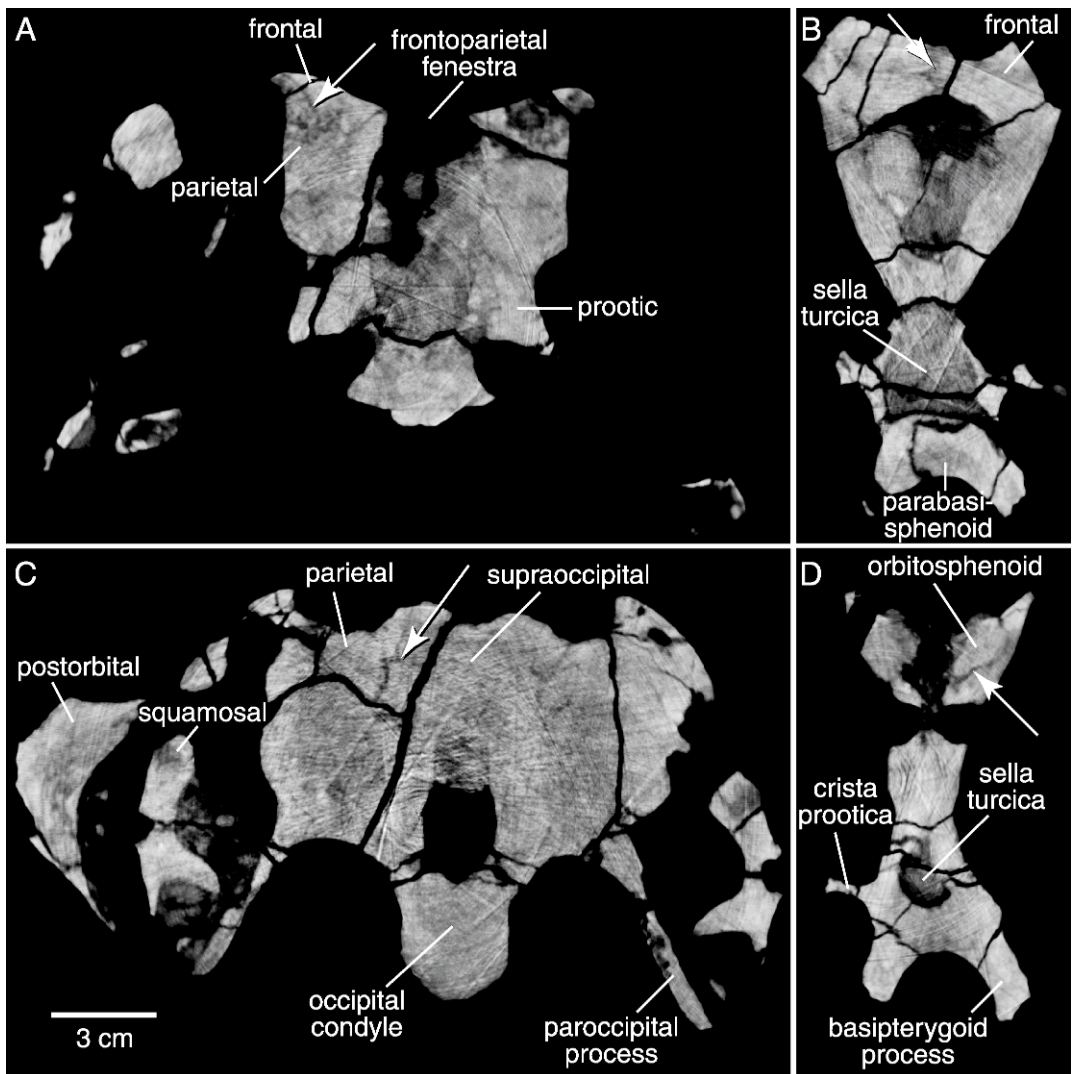 A
frontal
frontoparietal
fenestra
parietal
prootic
B
frontal
sella
turcica
parabasi-
sphenoid
C
parietal
supraoccipital
postorbital
squamosal
occipital
condyle
paroccipital
process
3 cm
D
orbitosphenoid
crista
prootica
sella
turcica
basipterygoid
process